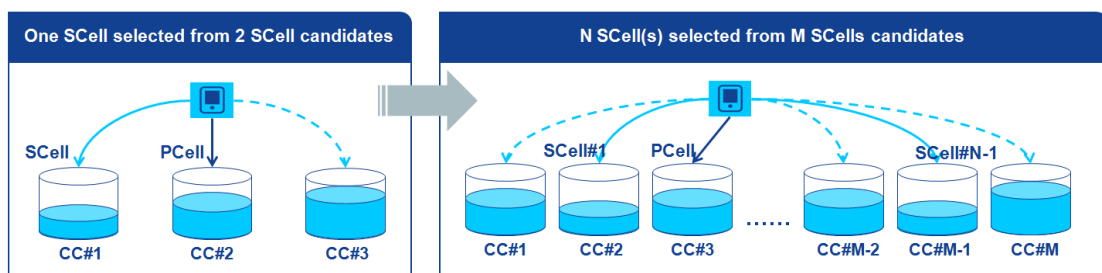 One SCell selected from 2 SCell candidates
SCell
PCell
CC#1
CC#2
CC#3
N SCell(s) selected from M SCells candidates
SCell#1
PCell
SCell#N-1
......
CC#1
CC#2
CC#3
CC#M-2
CC#M-1
CC#M